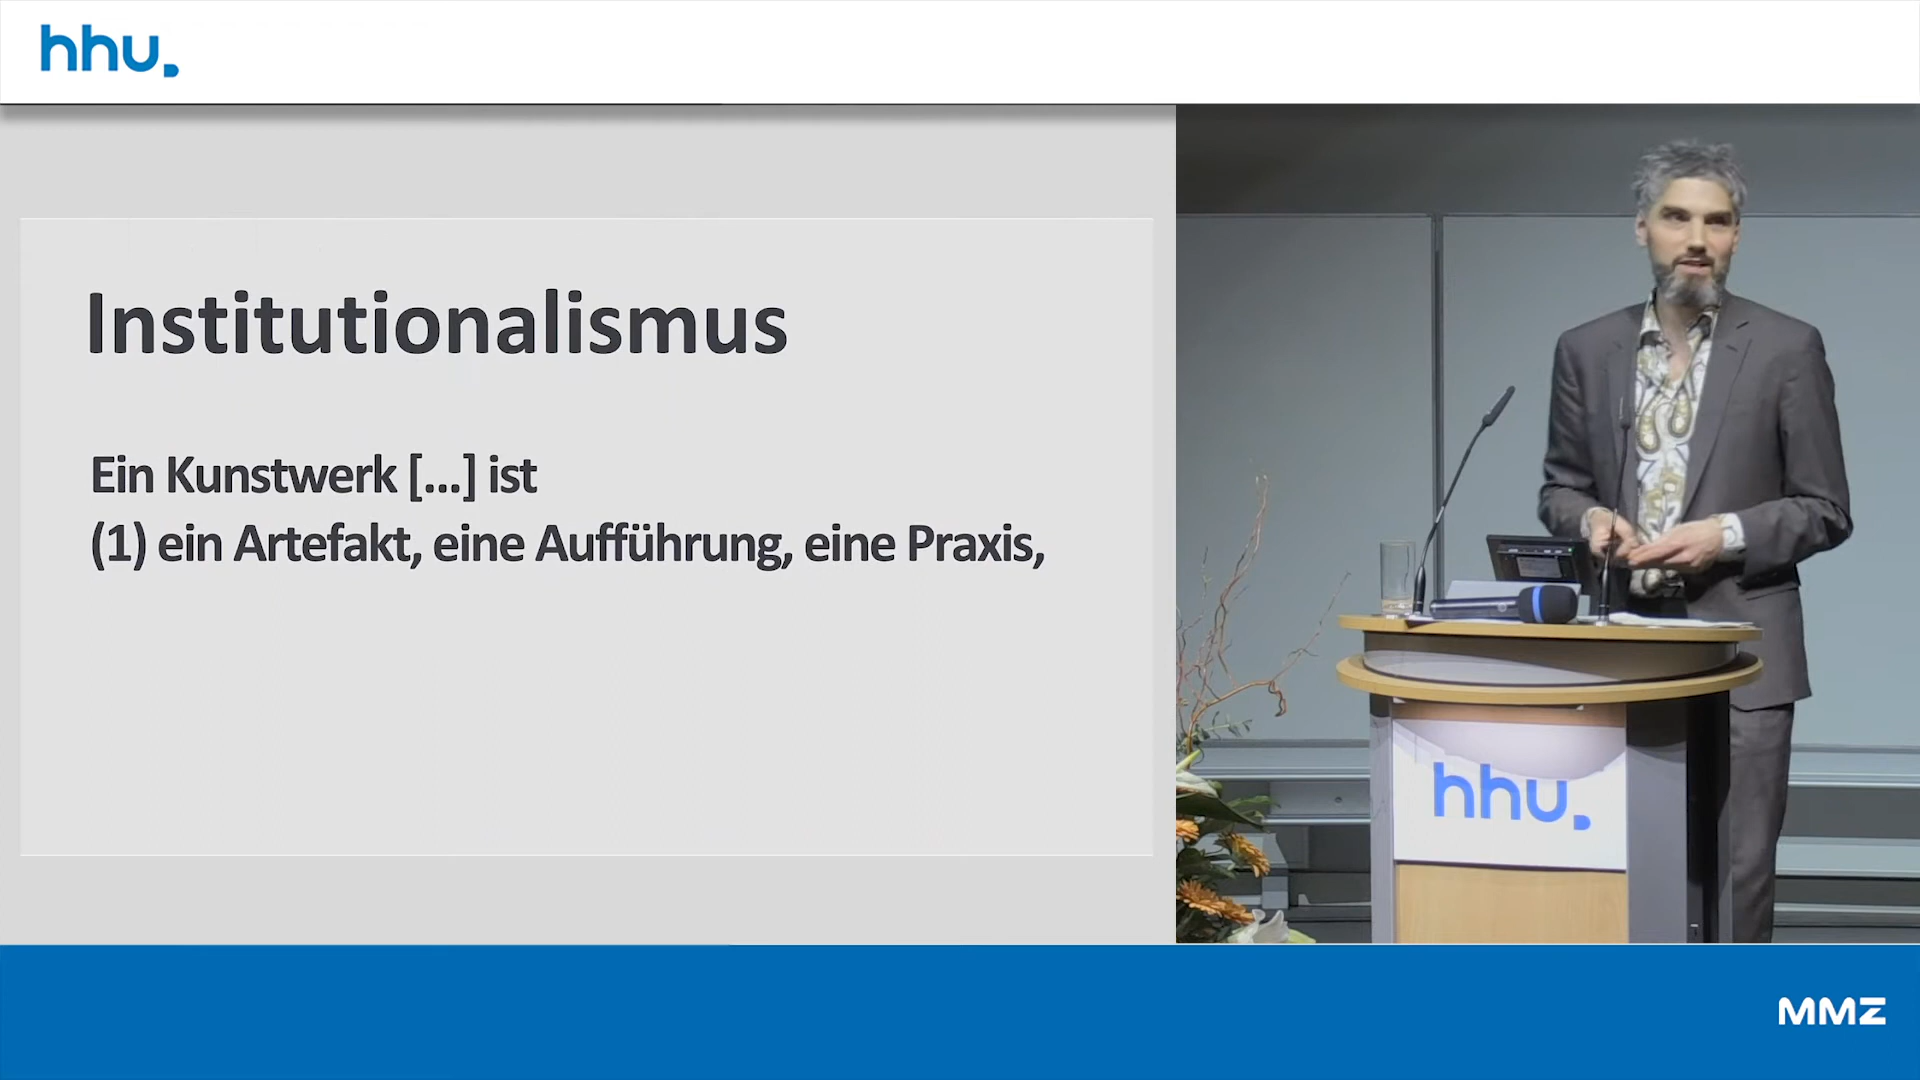 hhu.
Institutionalismus
Ein Kunstwerk [...] ist
(1) ein Artefakt, eine Aufführung, eine Praxis,
hhu.
MMZ